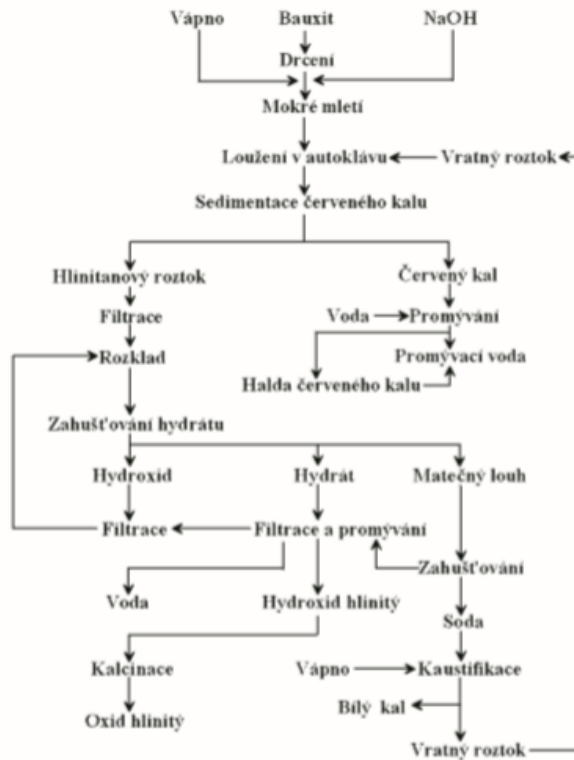 Vápno
Bauxit
NaOH
Drcení
Mokré mletí
Loužení v autoklávu
Vratný roztok
Sedimentace červeného kalu
Hlinitanový roztok
Červený kal
Filtrace
Voda
Promývání
Rozklad
Promývací voda
Halda červeného kalu
Zahušťování hydrátu
Hydroxid
Hydrát
Matečný louh
Filtrace
Filtrace a promývání
Zahušťování
Voda
Hydroxid hlinitý
Soda
Kalcinace
Vápno
Kaustifikace
Bílý kal
Oxid hlinitý
Vratný roztok